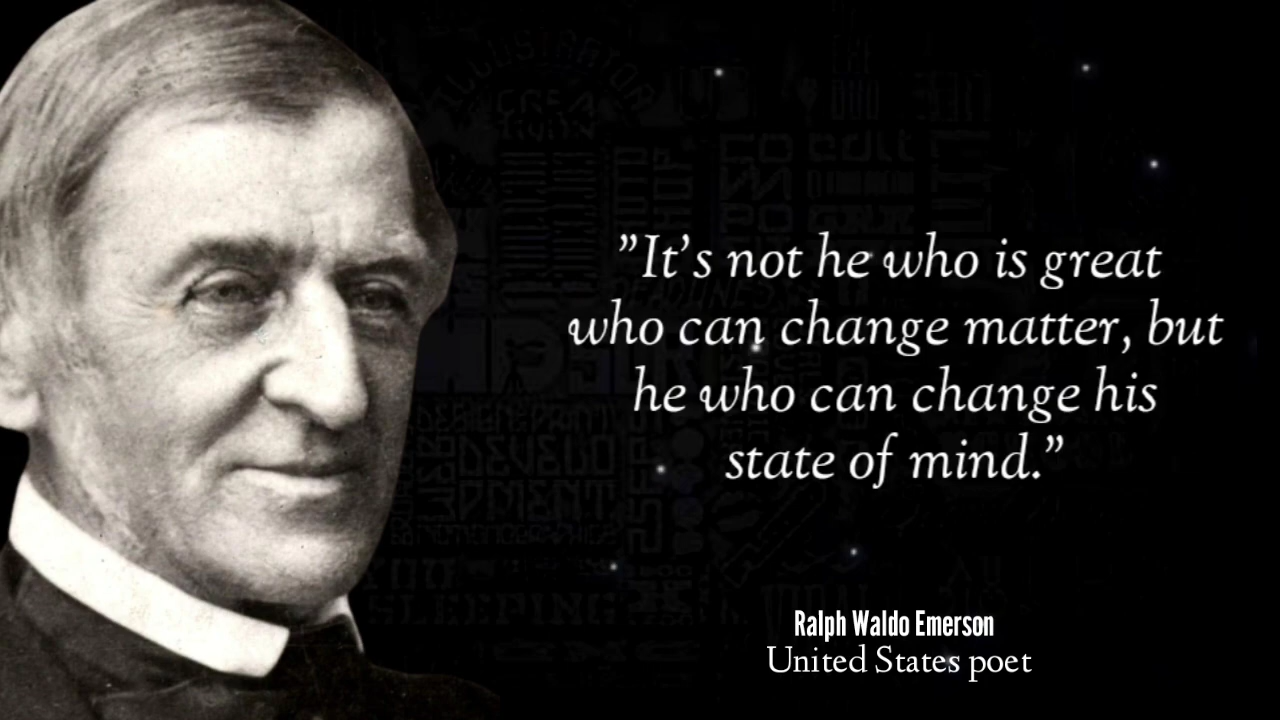 ”It’s not he who is great
who can change matter, but
he who can change his
state of mind.”
Ralph Waldo Emerson
United States poet